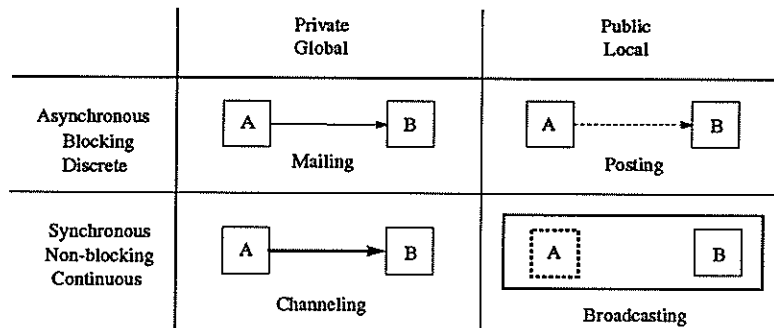 Private
Global
Public
Local
Asynchronous
Blocking
Discrete
A
B
Mailing
A
B
Posting
Synchronous
Non-blocking
Continuous
A
B
Channeling
A
B
Broadcasting